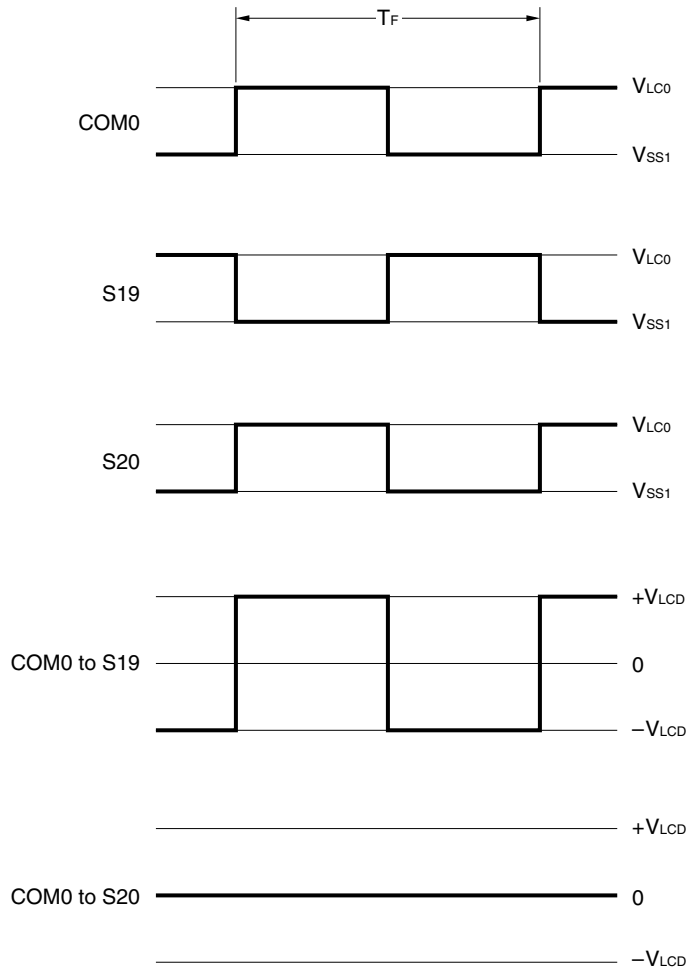 TF
VLC0
COM0
VSS1
VLC0
S19
VSS1
VLC0
S20
VSS1
+VLCD
COM0 to S19
0
–VLCD
+VLCD
COM0 to S20
0
–VLCD